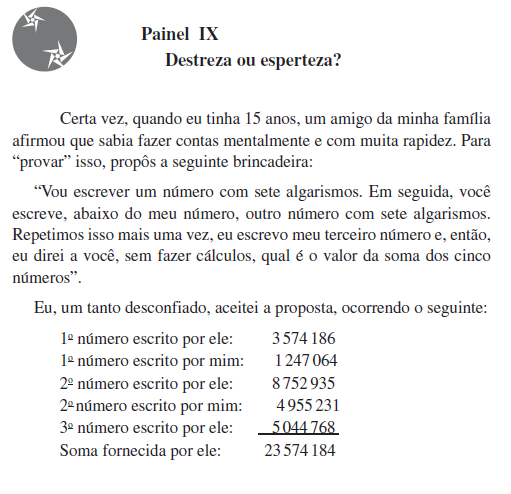 Painel IX
Destreza ou esperteza?
Certa vez, quando eu tinha 15 anos, um amigo da minha família
afirmou que sabia fazer contas mentalmente e com muita rapidez. Para
“provar” isso, propôs a seguinte brincadeira:
“Vou escrever um número com sete algarismos. Em seguida, você
escreve, abaixo do meu número, outro número com sete algarismos.
Repetimos isso mais uma vez, eu escrevo meu terceiro número e, então,
eu direi a você, sem fazer cálculos, qual é o valor da soma dos cinco
números”.
Eu, um tanto desconfiado, aceitei a proposta, ocorrendo o seguinte:
1º número escrito por ele: 3 574 186
1º número escrito por mim: 1 247 064
2º número escrito por ele: 8 752 935
2º número escrito por mim: 4 955 231
3º número escrito por ele: 5 044 768
Soma fornecida por ele: 23 574 184